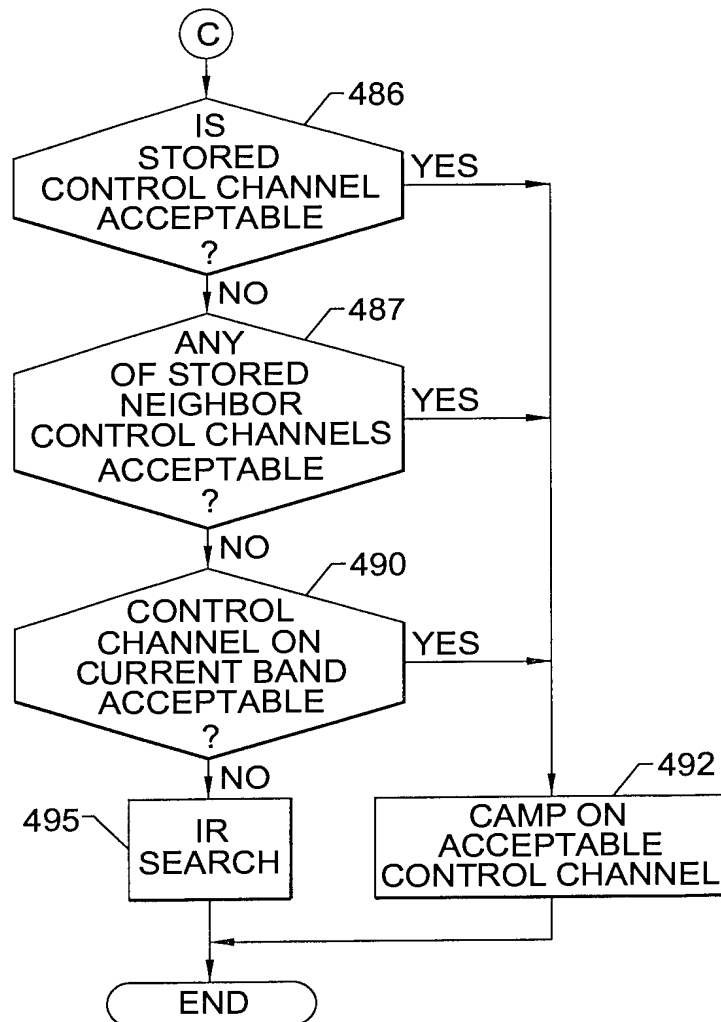 C
486
IS
STORED
CONTROL CHANNEL
ACCEPTABLE
?
YES
NO
487
ANY
OF STORED
NEIGHBOR
CONTROL CHANNELS
ACCEPTABLE
?
YES
NO
490
CONTROL
CHANNEL ON
CURRENT BAND
ACCEPTABLE
?
YES
NO
495
IR
SEARCH
492
CAMP ON
ACCEPTABLE
CONTROL CHANNEL
END